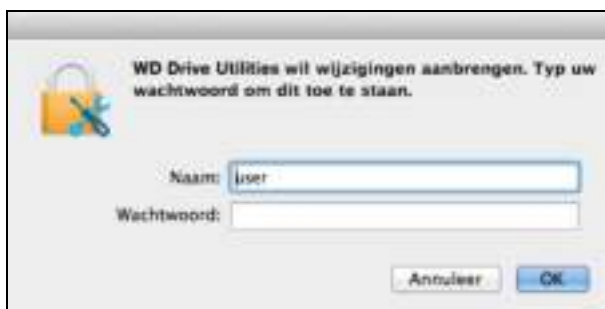 WD Drive Utilities wil wijzigingen aanbrengen. Typ uw
wachtwoord om dit toe te staan.
Naam: user
Wachtwoord:
Annuleer OK